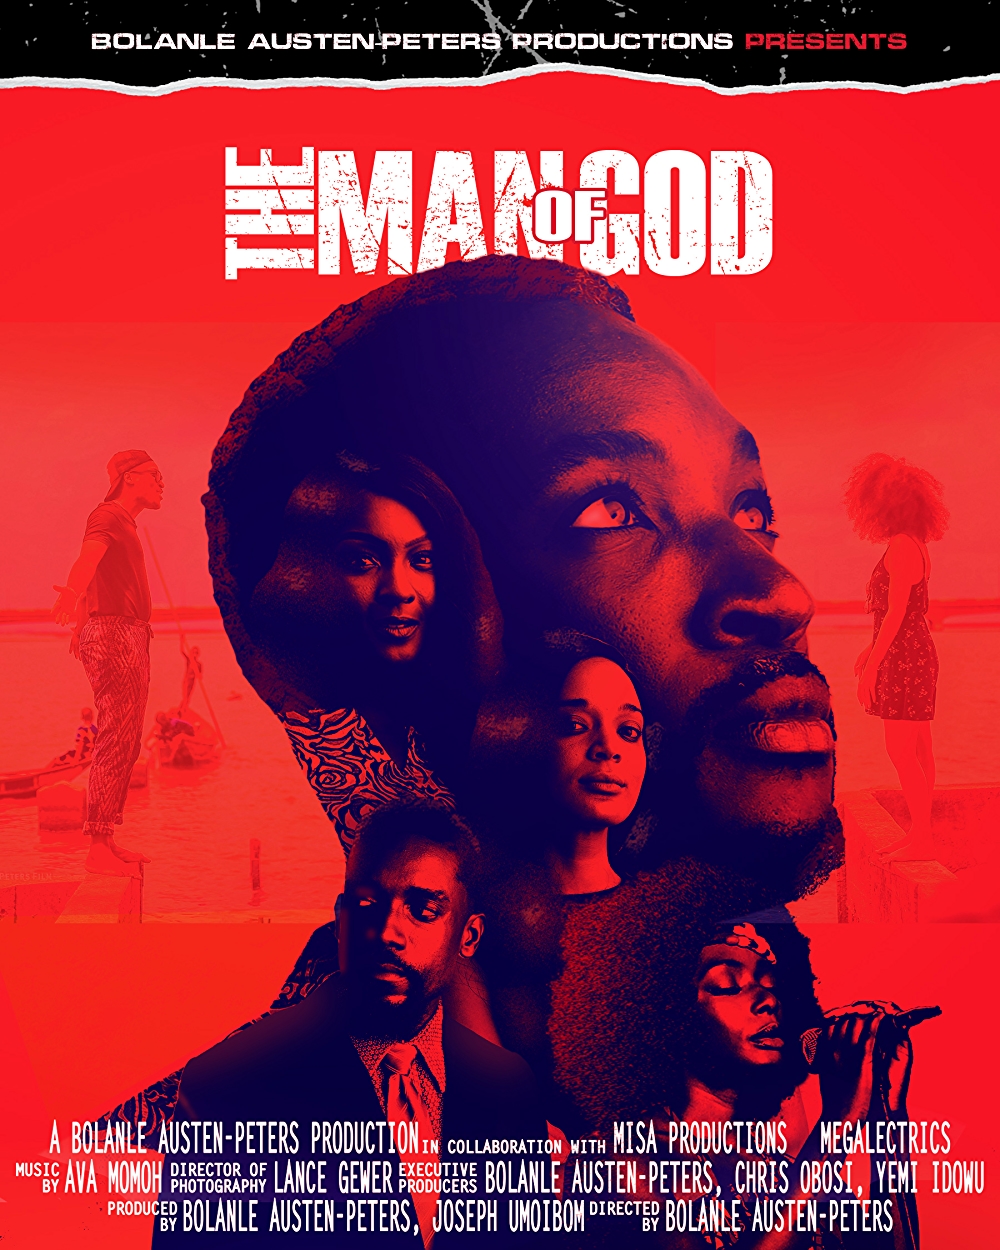 BOLANLE AUSTEN-PETERS PRODUCTIONS PRESENTS
THE MAN OF GOD
A BOLANLE AUSTEN-PETERS PRODUCTION IN COLLABORATION WITH MISA PRODUCTIONS MEGALECTRICS
MUSIC BY AVA MOMOH DIRECTOR OF PHOTOGRAPHY LANCE GEWER EXECUTIVE PRODUCERS BOLANLE AUSTEN-PETERS, CHRIS OBOSI, YEMI IDOWU
PRODUCED BY BOLANLE AUSTEN-PETERS, JOSEPH UMOIBOM DIRECTED BY BOLANLE AUSTEN-PETERS